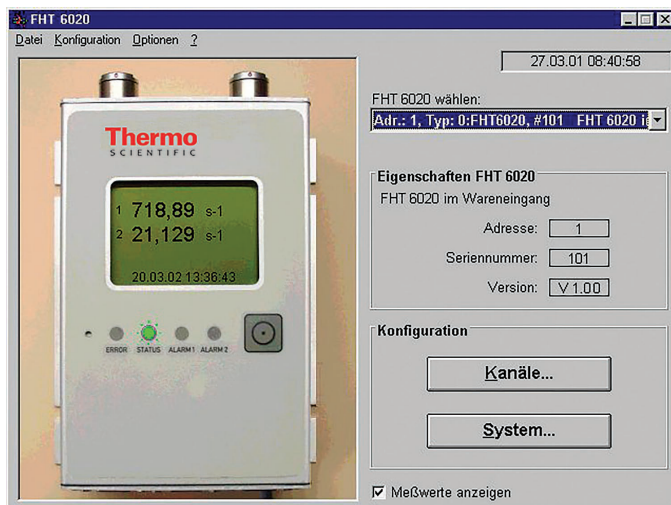 FHT 6020
Datei Konfiguration Optionen ?
27.03.01 08:40:58
FHT 6020 wählen:
Adr.: 1, Typ: 0:FHT6020, #101 FHT 6020 i
Thermo
SCIENTIFIC
1 718,89 s-1
2 21,129 s-1
20.03.02 13:36:43
ERROR STATUS ALARM 1 ALARM 2
Eigenschaften FHT 6020
FHT 6020 im Wareneingang
Adresse: 1
Seriennummer: 101
Version: V 1.00
Konfiguration
Kanäle...
System...
Meßwerte anzeigen